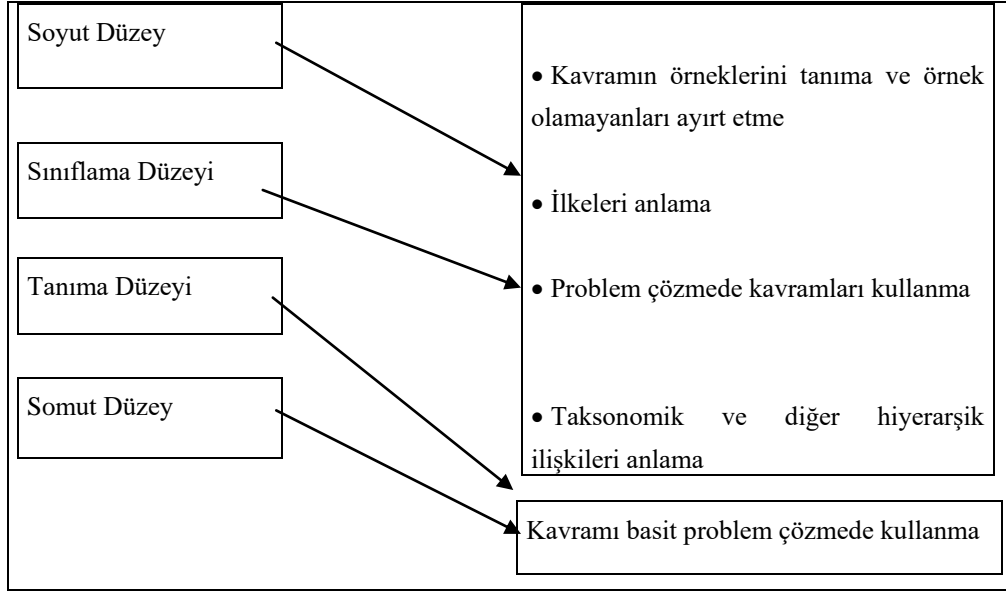 Soyut Düzey
Sınıflama Düzeyi
Tanıma Düzeyi
Somut Düzey
• Kavramın örneklerini tanıma ve örnek
olamayanları ayırt etme
• İlkeleri anlama
• Problem çözmede kavramları kullanma
• Taksonomik ve diğer hiyerarşik
ilişkileri anlama
Kavramı basit problem çözmede kullanma